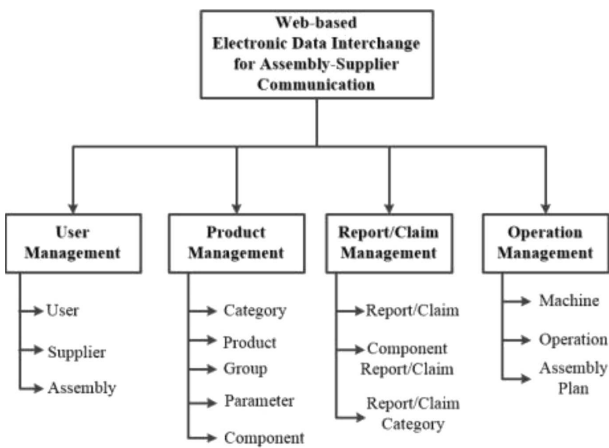 Web-based
Electronic Data Interchange
for Assembly-Supplier
Communication
User
Management
Product
Management
Report/Claim
Management
Operation
Management
User
Supplier
Assembly
Category
Product
Group
Parameter
Component
Report/Claim
Component
Report/Claim
Report/Claim
Category
Machine
Operation
Assembly
Plan